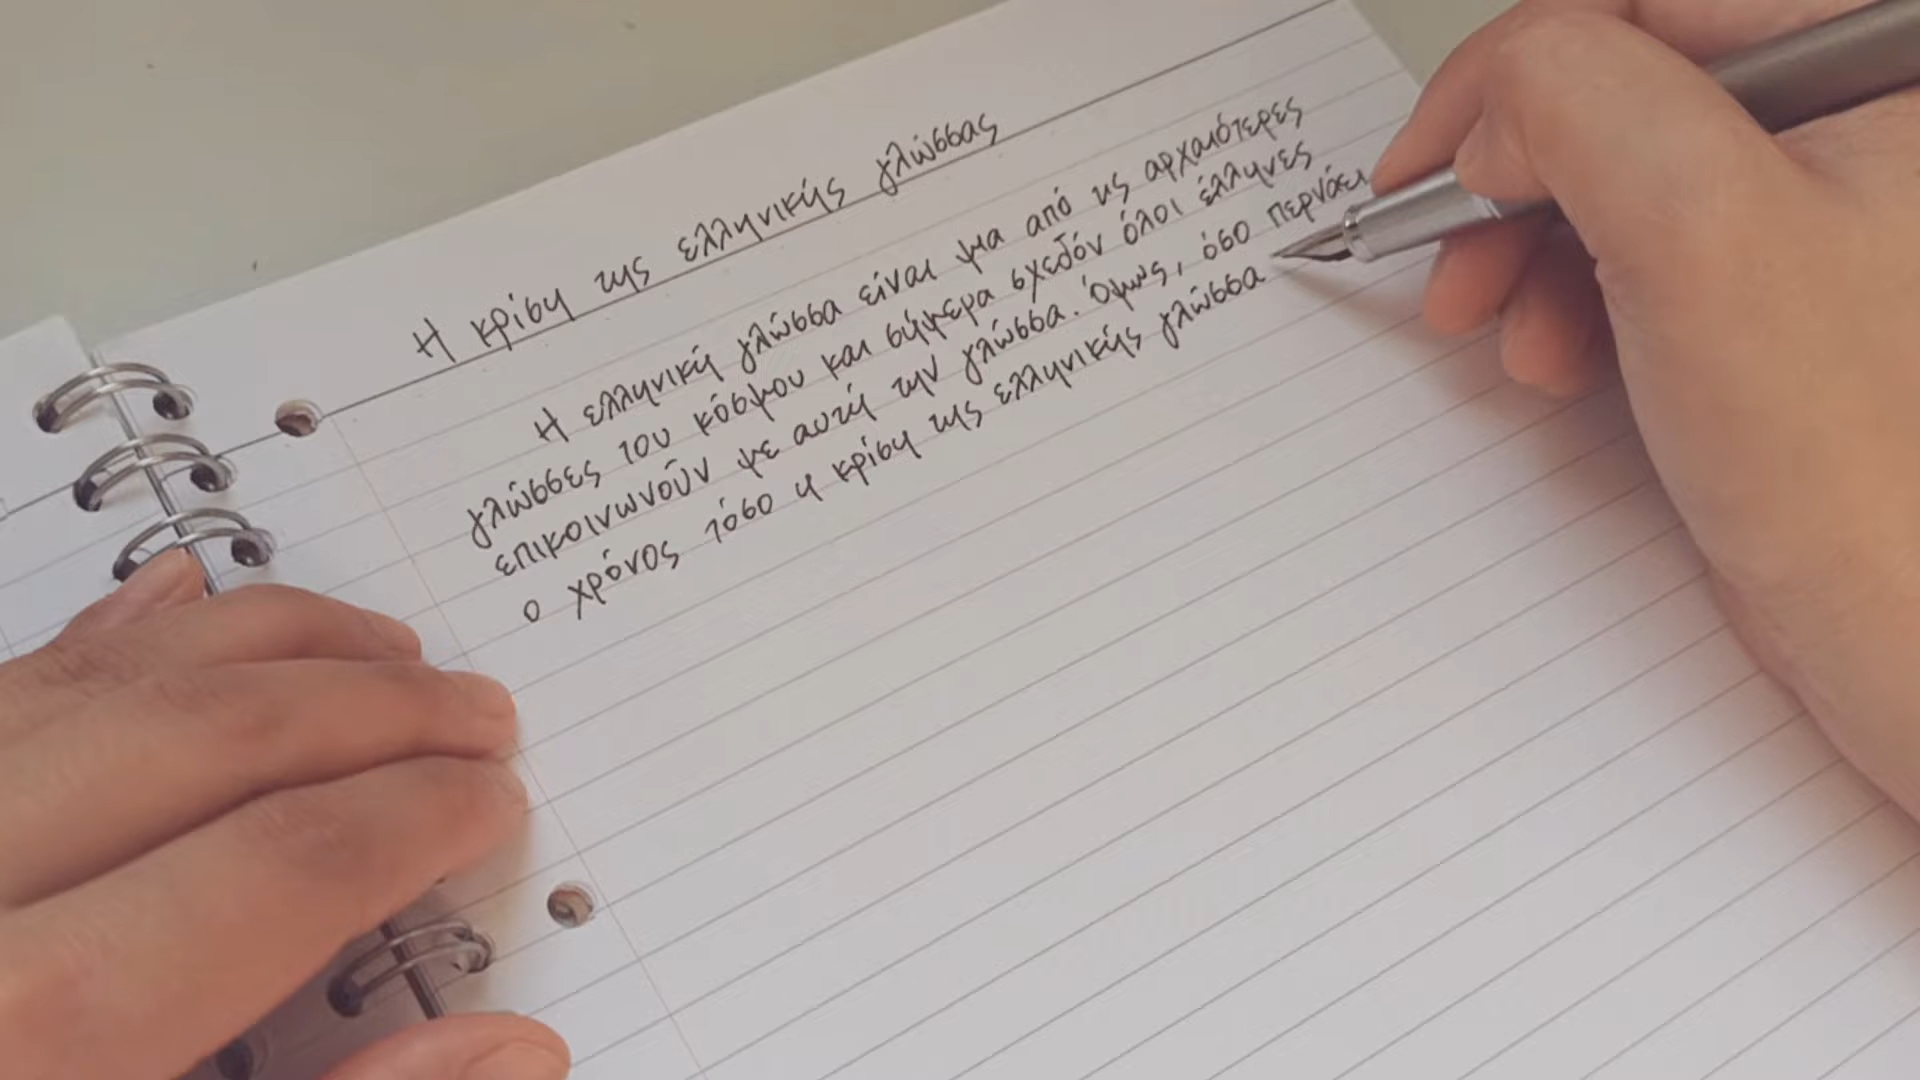 Η κρίση της ελληνικής γλώσσας
Η ελληνική γλώσσα είναι μια από τις αρχαιότερες
γλώσσες του κόσμου και σήμερα σχεδόν όλοι έλληνες
επικοινωνούν με αυτή την γλώσσα. Όμως, όσο περνάει
ο χρόνος τόσο η κρίση της ελληνικής γλώσσα